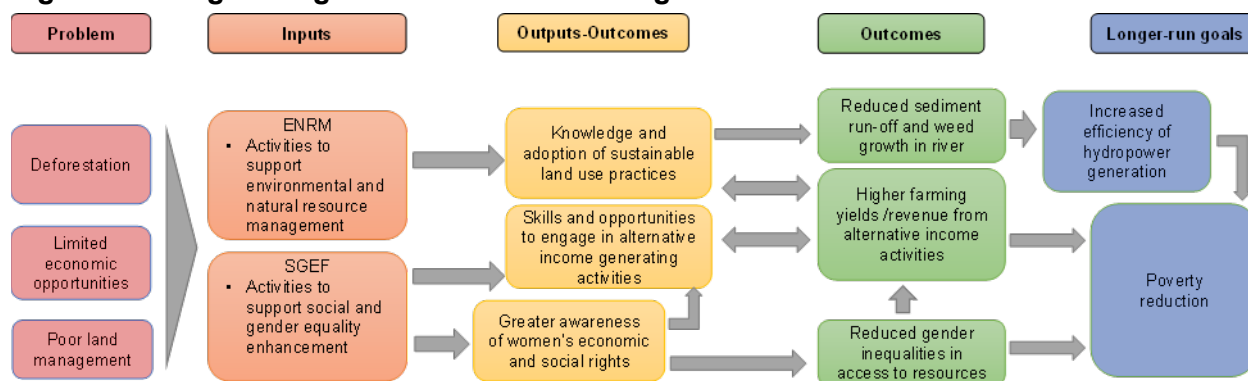 Problem
Inputs
Outputs-Outcomes
Outcomes
Longer-run goals
Deforestation
Limited
economic
opportunities
Poor land
management
ENRM
• Activities to
support
environmental and
natural resource
management
SGEF
• Activities to
support social and
gender equality
enhancement
Knowledge and
adoption of sustainable
land use practices
Skills and opportunities
to engage in alternative
income generating
activities
Greater awareness
of women's economic
and social rights
Reduced sediment
run-off and weed
growth in river
Higher farming
yields /revenue from
alternative income
activities
Reduced gender
inequalities in
access to resources
Increased
efficiency of
hydropower
generation
Poverty
reduction